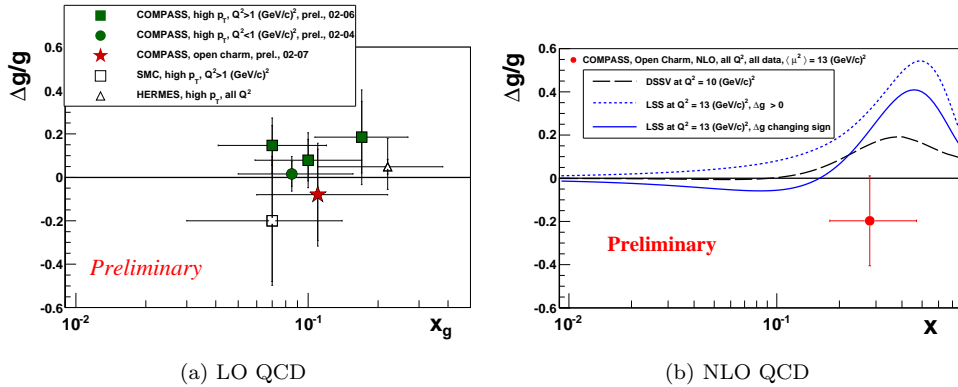 COMPASS, high p_T, Q²>1 (GeV/c)², prel., 02-06
COMPASS, high p_T, Q²<1 (GeV/c)², prel., 02-04
COMPASS, open charm, prel., 02-07
SMC, high p_T, Q²>1 (GeV/c)²
HERMES, high p_T, all Q²
Δg/g
0.6
0.4
0.2
0
-0.2
-0.4
-0.6
Preliminary
10⁻²
10⁻¹
x_g
(a) LO QCD
COMPASS, Open Charm, NLO, all Q², all data, ⟨μ²⟩ = 13 (GeV/c)²
DSSV at Q² = 10 (GeV/c)²
LSS at Q² = 13 (GeV/c)², Δg > 0
LSS at Q² = 13 (GeV/c)², Δg changing sign
Δg/g
0.6
0.4
0.2
0
-0.2
-0.4
-0.6
Preliminary
10⁻²
10⁻¹
x
(b) NLO QCD